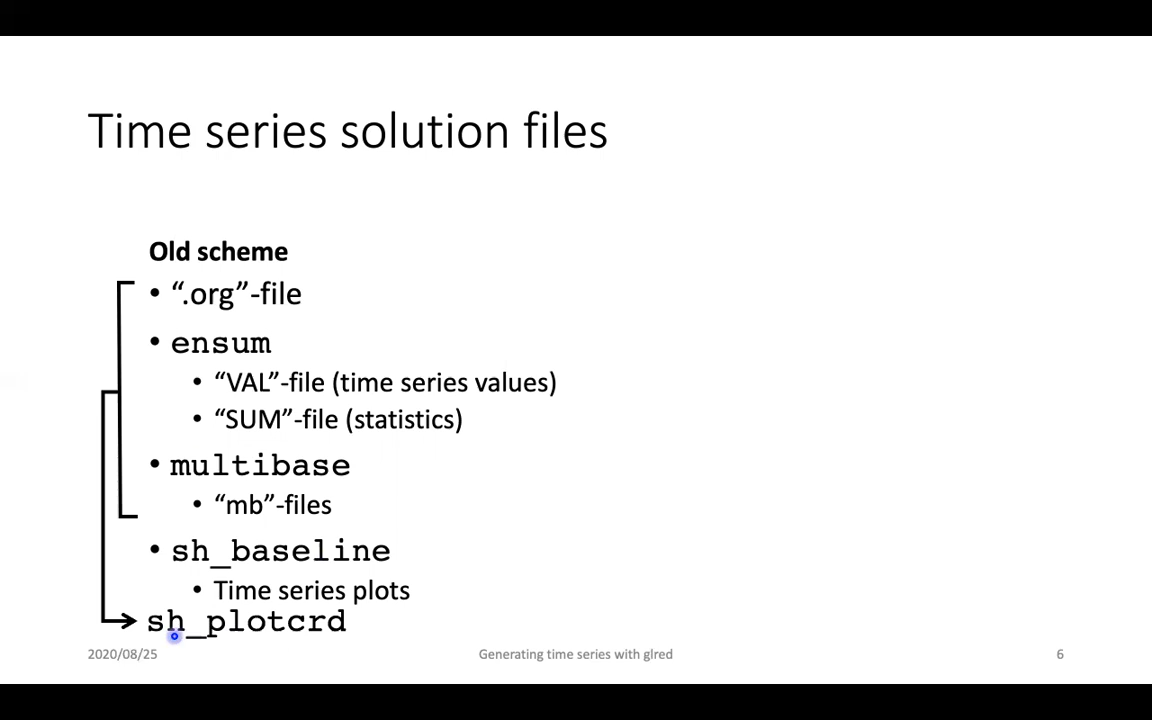 Time series solution files
Old scheme
• “.org”-file
• ensum
• “VAL”-file (time series values)
• “SUM”-file (statistics)
• multibase
• “mb”-files
• sh_baseline
• Time series plots
sh_plotcrd
2020/08/25
Generating time series with glred
6